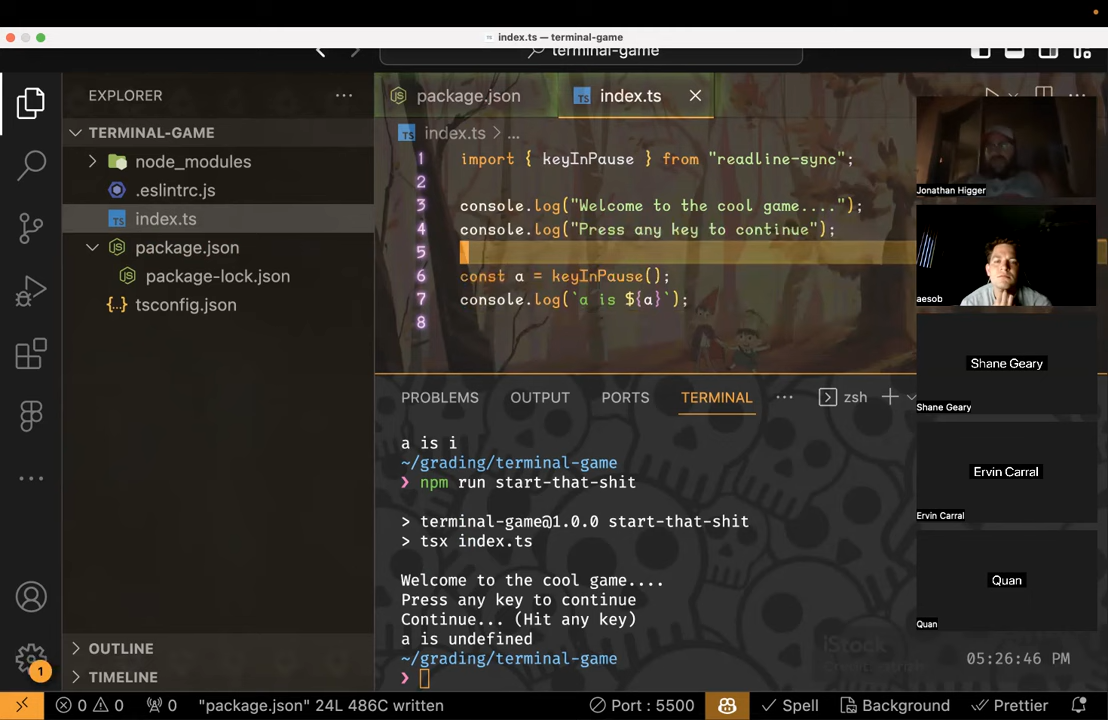 index.ts — terminal-game
terminal-game
EXPLORER
TERMINAL-GAME
node_modules
.eslintrc.js
TS index.ts
package.json
package-lock.json
{..} tsconfig.json
OUTLINE
TIMELINE
package.json
TS index.ts
TS index.ts > ...
1 import { keyInPause } from "readline-sync";
2
3 console.log("Welcome to the cool game....");
4 console.log("Press any key to continue");
5
6 const a = keyInPause();
7 console.log(`a is ${a}`);
8
PROBLEMS OUTPUT PORTS TERMINAL ... zsh
a is i
~/grading/terminal-game
❯ npm run start-that-shit
> terminal-game@1.0.0 start-that-shit
> tsx index.ts
Welcome to the cool game....
Press any key to continue
Continue... (Hit any key)
a is undefined
~/grading/terminal-game
❯
iStock
Jonathan Higger
aesob
Shane Geary
Shane Geary
Ervin Carral
Ervin Carral
Quan
Quan
05:26:46 PM
1
0 0 0 "package.json" 24L 486C written Port : 5500 Spell Background Prettier